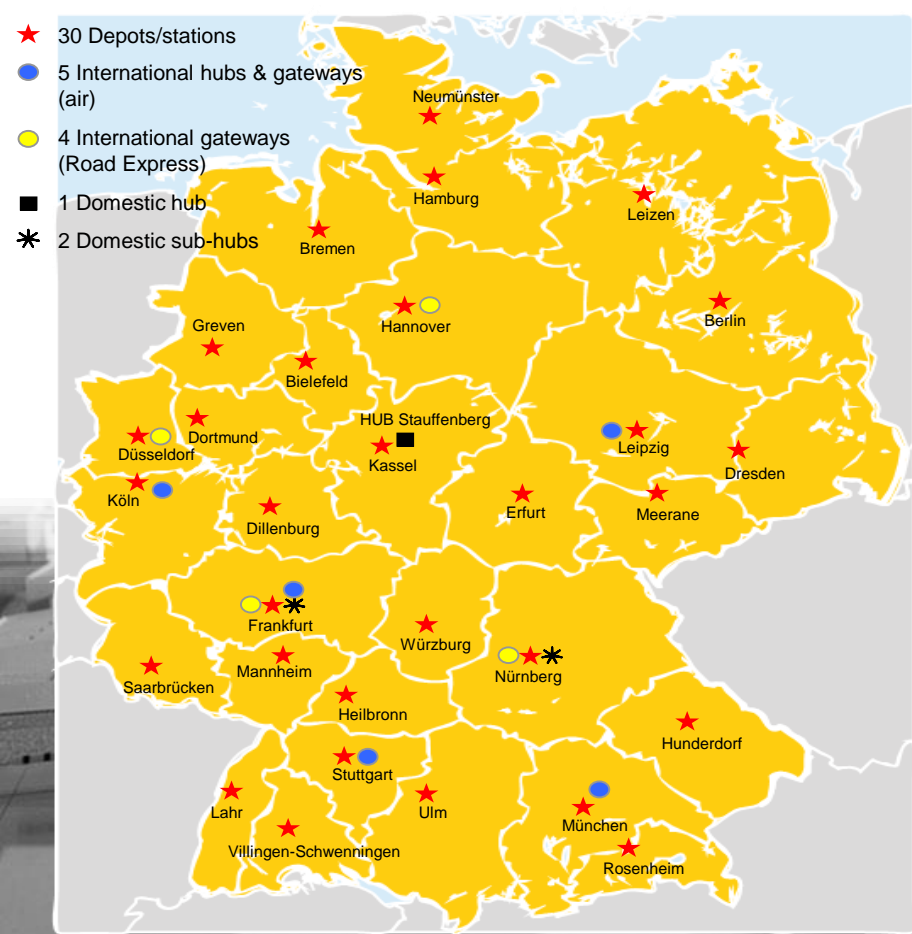 30 Depots/stations
5 International hubs & gateways
(air)
4 International gateways
(Road Express)
1 Domestic hub
2 Domestic sub-hubs
Neumünster
Hamburg
Leizen
Bremen
Hannover
Berlin
Greven
Bielefeld
HUB Stauffenberg
Dortmund
Düsseldorf
Kassel
Leipzig
Dresden
Köln
Dillenburg
Erfurt
Meerane
Frankfurt
Würzburg
Mannheim
Nürnberg
Saarbrücken
Heilbronn
Hunderdorf
Stuttgart
Lahr
Ulm
München
Villingen-Schwenningen
Rosenheim